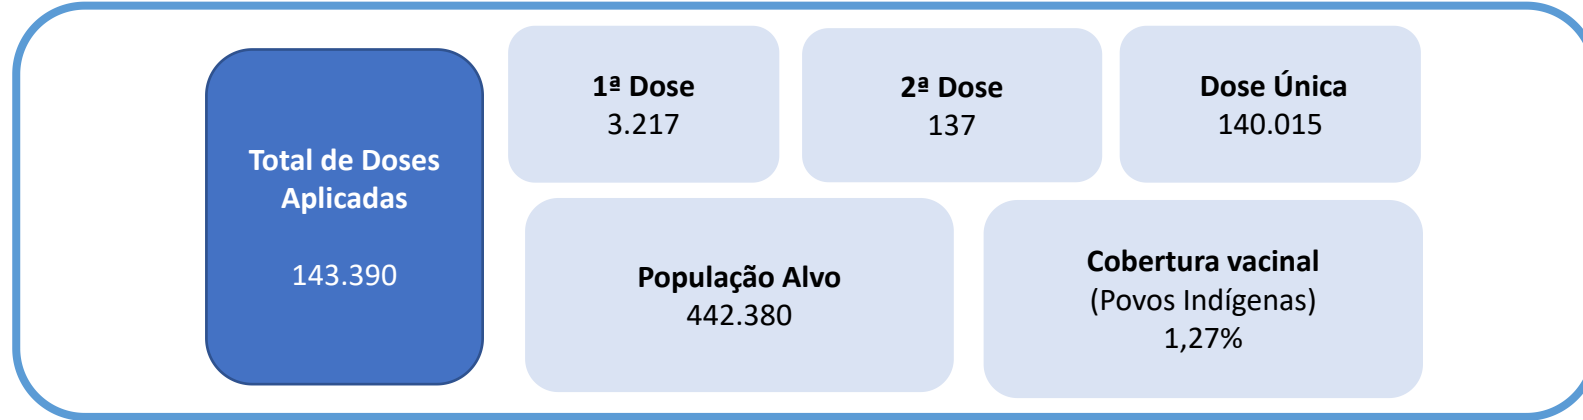 Total de Doses
Aplicadas
143.390
1ª Dose
3.217
2ª Dose
137
Dose Única
140.015
População Alvo
442.380
Cobertura vacinal
(Povos Indígenas)
1,27%